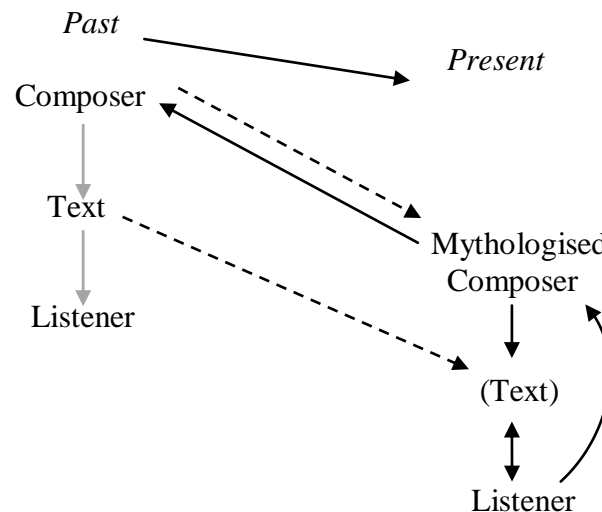 Past
Present
Composer
Text
Mythologised
Composer
Listener
(Text)
Listener